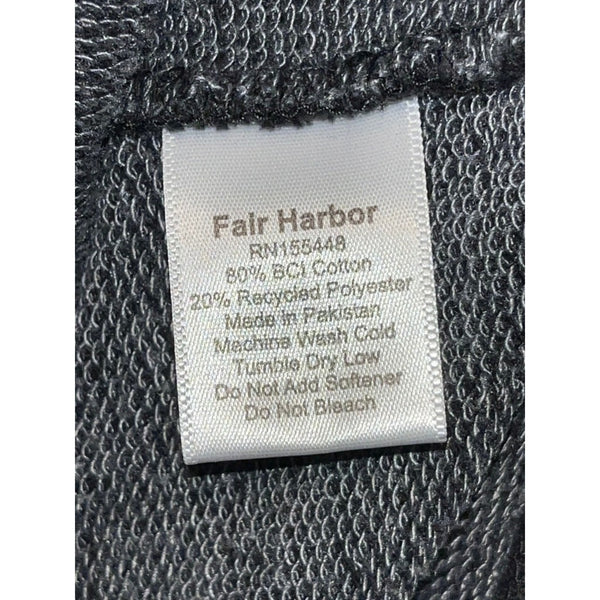 Fair Harbor
RN155448
80% BCI Cotton
20% Recycled Polyester
Made in Pakistan
Machine Wash Cold
Tumble Dry Low
Do Not Add Softener
Do Not Bleach